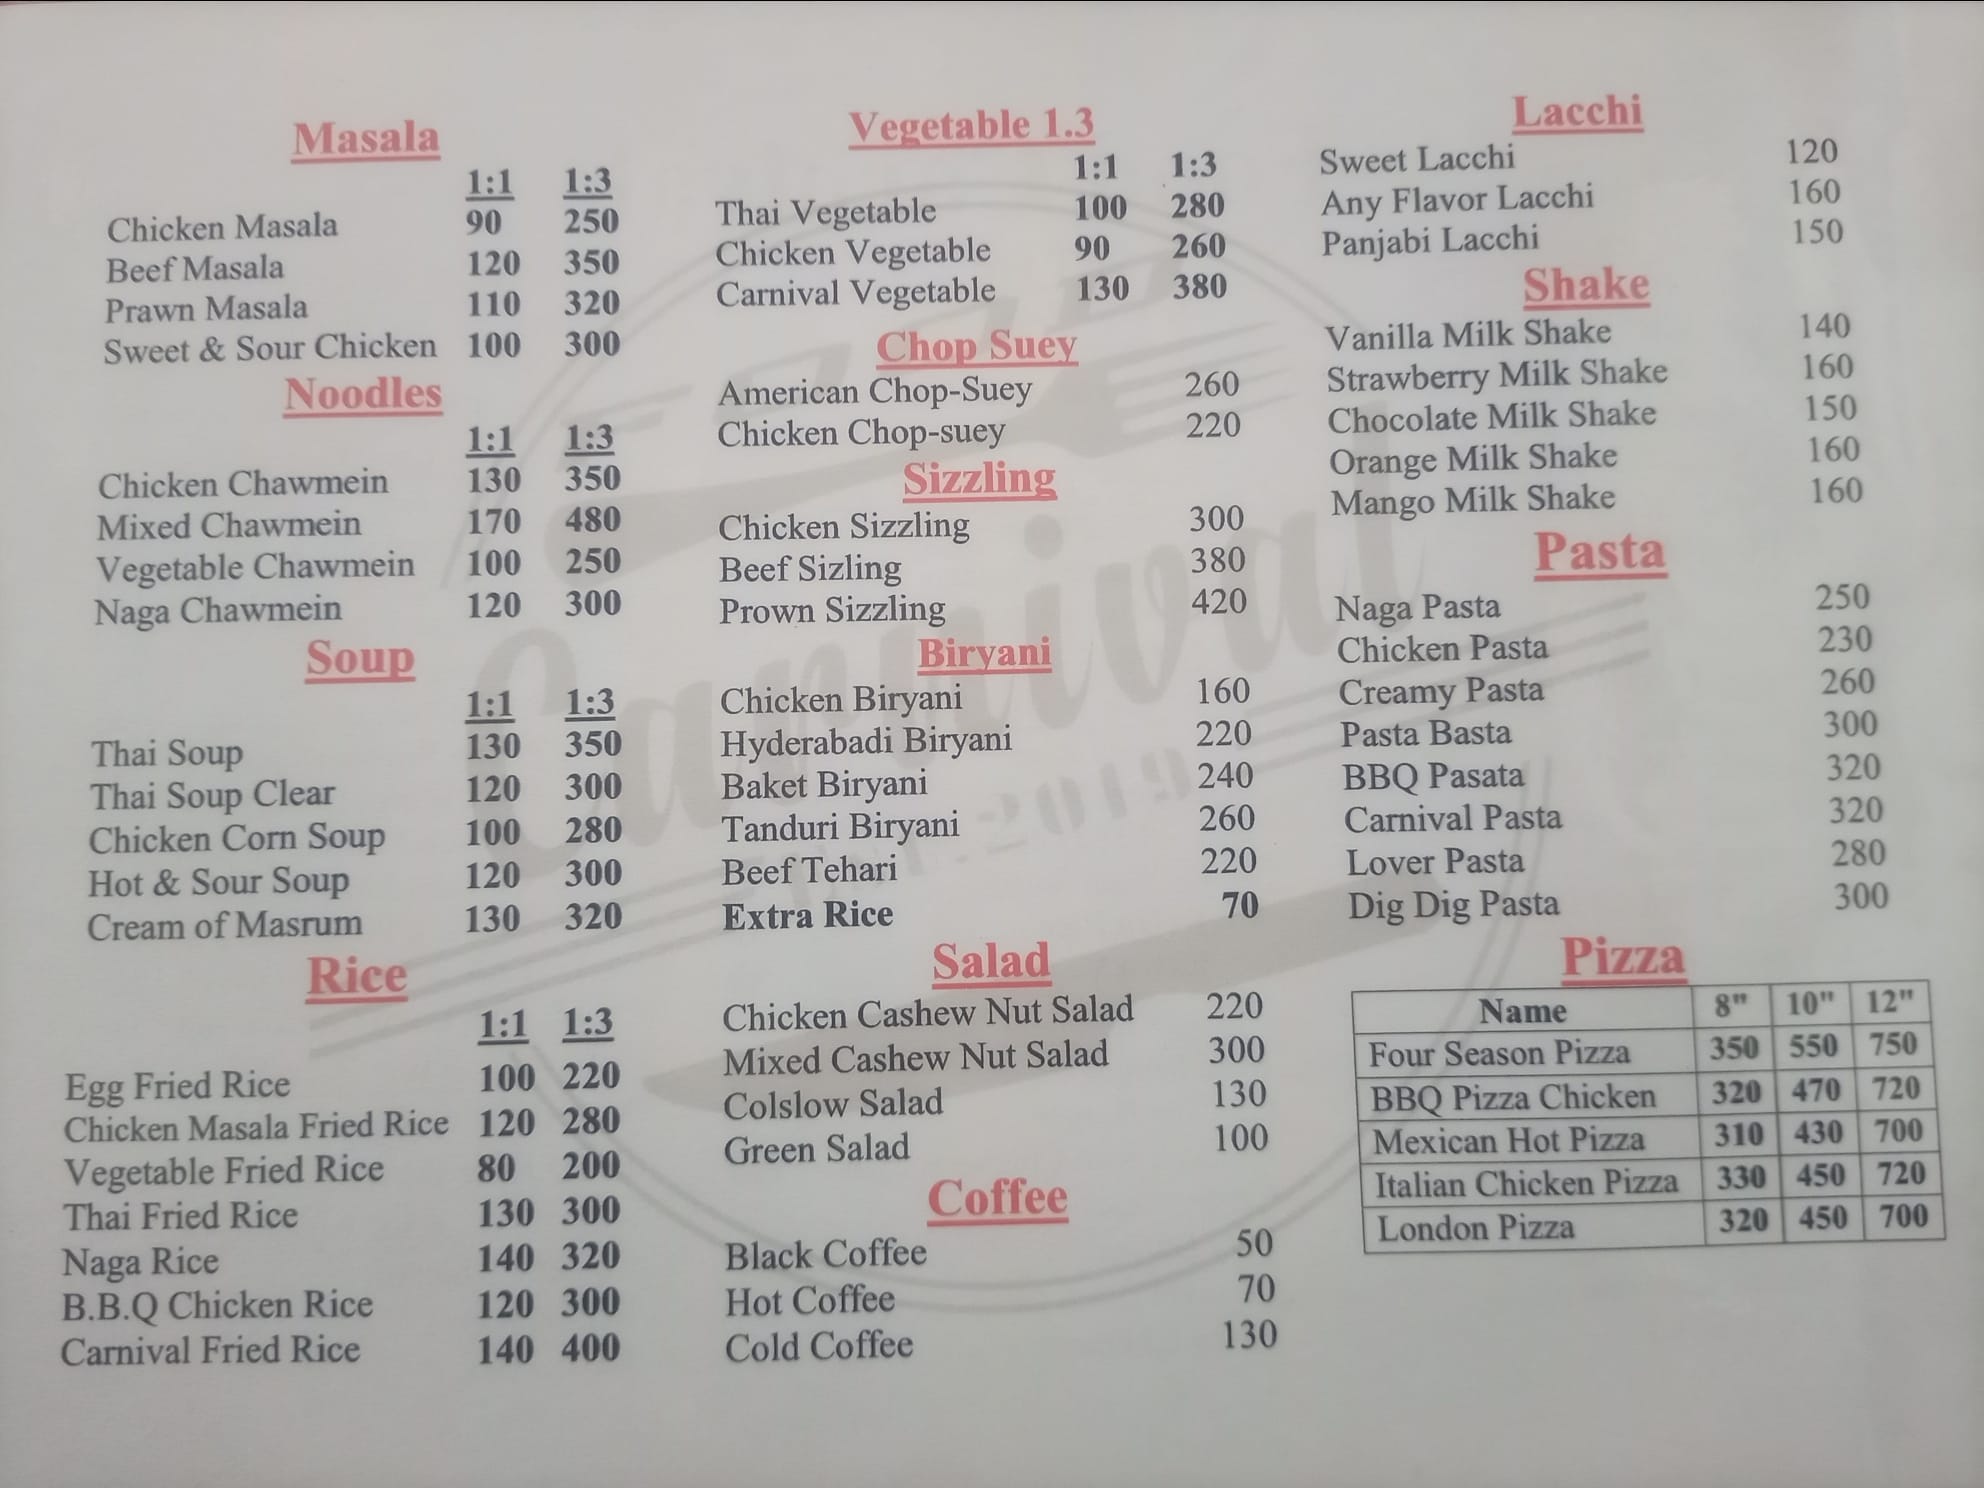 Masala
1:1 1:3
Chicken Masala 90 250
Beef Masala 120 350
Prawn Masala 110 320
Sweet & Sour Chicken 100 300
Noodles
1:1 1:3
Chicken Chawmein 130 350
Mixed Chawmein 170 480
Vegetable Chawmein 100 250
Naga Chawmein 120 300
Soup
1:1 1:3
Thai Soup 130 350
Thai Soup Clear 120 300
Chicken Corn Soup 100 280
Hot & Sour Soup 120 300
Cream of Masrum 130 320
Rice
1:1 1:3
Egg Fried Rice 100 220
Chicken Masala Fried Rice 120 280
Vegetable Fried Rice 80 200
Thai Fried Rice 130 300
Naga Rice 140 320
B.B.Q Chicken Rice 120 300
Carnival Fried Rice 140 400
Vegetable 1.3
1:1 1:3
Thai Vegetable 100 280
Chicken Vegetable 90 260
Carnival Vegetable 130 380
Chop Suey
American Chop-Suey 260
Chicken Chop-suey 220
Sizzling
Chicken Sizzling 300
Beef Sizling 380
Prown Sizzling 420
Biryani
Chicken Biryani 160
Hyderabadi Biryani 220
Baket Biryani 240
Tanduri Biryani 260
Beef Tehari 220
Extra Rice 70
Salad
Chicken Cashew Nut Salad 220
Mixed Cashew Nut Salad 300
Colslow Salad 130
Green Salad 100
Coffee
Black Coffee 50
Hot Coffee 70
Cold Coffee 130
Lacchi
Sweet Lacchi 120
Any Flavor Lacchi 160
Panjabi Lacchi 150
Shake
Vanilla Milk Shake 140
Strawberry Milk Shake 160
Chocolate Milk Shake 150
Orange Milk Shake 160
Mango Milk Shake 160
Pasta
Naga Pasta 250
Chicken Pasta 230
Creamy Pasta 260
Pasta Basta 300
BBQ Pasata 320
Carnival Pasta 320
Lover Pasta 280
Dig Dig Pasta 300
Pizza
Name 8" 10" 12"
Four Season Pizza 350 550 750
BBQ Pizza Chicken 320 470 720
Mexican Hot Pizza 310 430 700
Italian Chicken Pizza 330 450 720
London Pizza 320 450 700
Carnival
2019